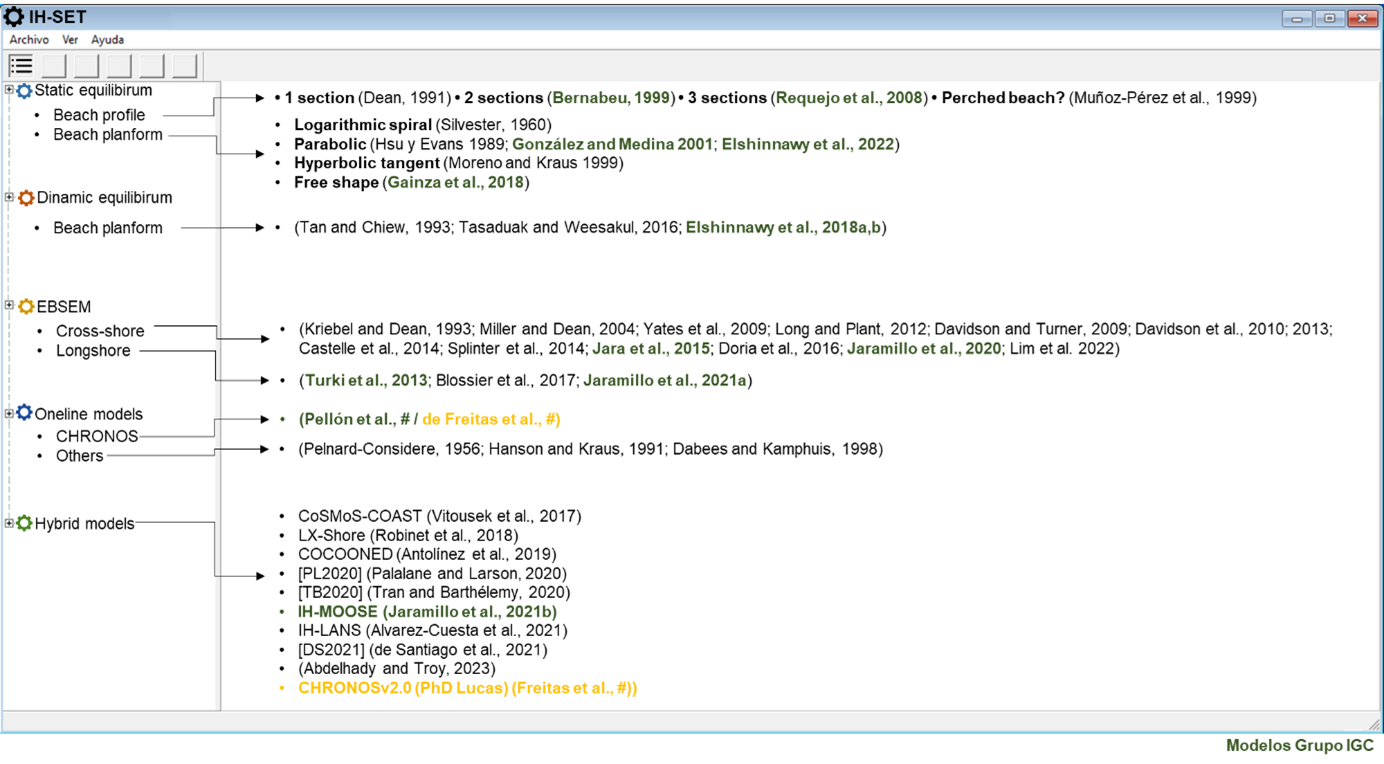 IH-SET
Archivo Ver Ayuda
Static equilibirum
• Beach profile
• Beach planform
• 1 section (Dean, 1991) • 2 sections (Bernabeu, 1999) • 3 sections (Requejo et al., 2008) • Perched beach? (Muñoz-Pérez et al., 1999)
• Logarithmic spiral (Silvester, 1960)
• Parabolic (Hsu y Evans 1989; González and Medina 2001; Elshinnawy et al., 2022)
• Hyperbolic tangent (Moreno and Kraus 1999)
• Free shape (Gainza et al., 2018)
Dinamic equilibirum
• Beach planform
• (Tan and Chiew, 1993; Tasaduak and Weesakul, 2016; Elshinnawy et al., 2018a,b)
EBSEM
• Cross-shore
• Longshore
• (Kriebel and Dean, 1993; Miller and Dean, 2004; Yates et al., 2009; Long and Plant, 2012; Davidson and Turner, 2009; Davidson et al., 2010; 2013;
Castelle et al., 2014; Splinter et al., 2014; Jara et al., 2015; Doria et al., 2016; Jaramillo et al., 2020; Lim et al. 2022)
• (Turki et al., 2013; Blossier et al., 2017; Jaramillo et al., 2021a)
Oneline models
• CHRONOS
• Others
• (Pellón et al., # / de Freitas et al., #)
• (Pelnard-Considere, 1956; Hanson and Kraus, 1991; Dabees and Kamphuis, 1998)
Hybrid models
• CoSMoS-COAST (Vitousek et al., 2017)
• LX-Shore (Robinet et al., 2018)
• COCOONED (Antolínez et al., 2019)
• [PL2020] (Palalane and Larson, 2020)
• [TB2020] (Tran and Barthélemy, 2020)
• IH-MOOSE (Jaramillo et al., 2021b)
• IH-LANS (Alvarez-Cuesta et al., 2021)
• [DS2021] (de Santiago et al., 2021)
• (Abdelhady and Troy, 2023)
• CHRONOSv2.0 (PhD Lucas) (Freitas et al., #))
Modelos Grupo IGC